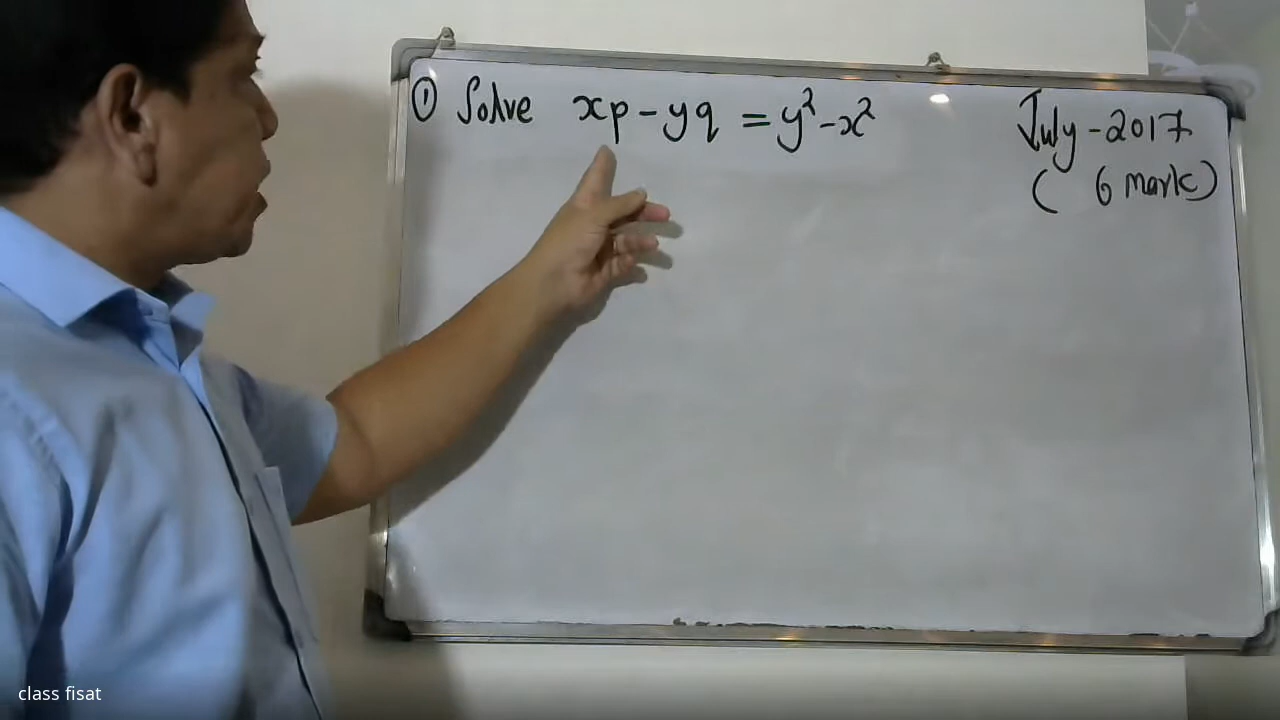 ① Solve xp - yq = y² - x²
July - 2017
( 6 mark)
class fisat